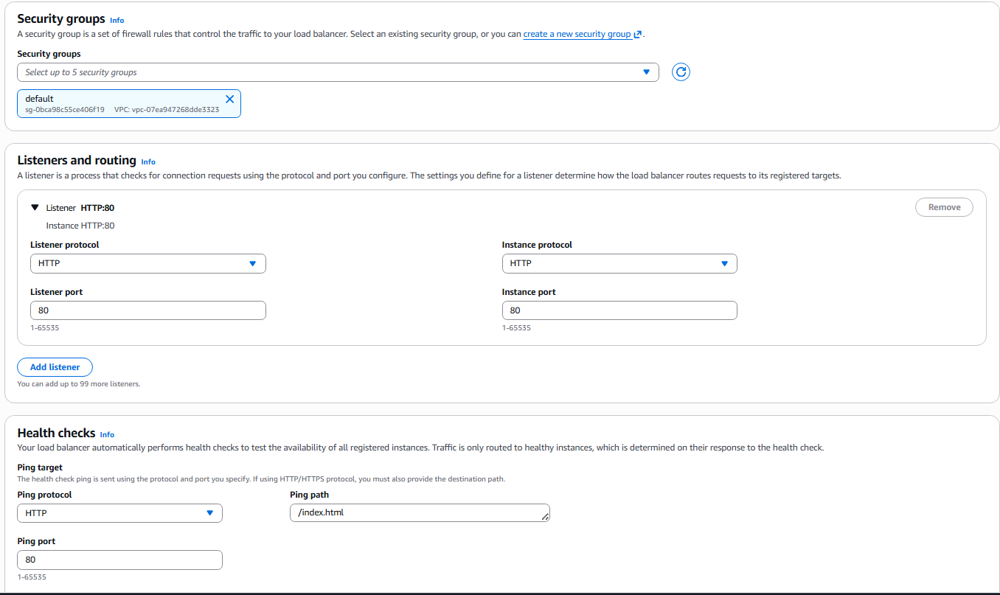 Security groups Info
A security group is a set of firewall rules that control the traffic to your load balancer. Select an existing security group, or you can create a new security group .
Security groups
Select up to 5 security groups
default
sg-0bca98c55ce406f19 VPC: vpc-07ea947268dde3323
Listeners and routing Info
A listener is a process that checks for connection requests using the protocol and port you configure. The settings you define for a listener determine how the load balancer routes requests to its registered targets.
Listener HTTP:80
Remove
Instance HTTP:80
Listener protocol Instance protocol
HTTP HTTP
Listener port Instance port
80 80
1-65535 1-65535
Add listener
You can add up to 99 more listeners.
Health checks Info
Your load balancer automatically performs health checks to test the availability of all registered instances. Traffic is only routed to healthy instances, which is determined on their response to the health check.
Ping target
The health check ping is sent using the protocol and port you specify. If using HTTP/HTTPS protocol, you must also provide the destination path.
Ping protocol Ping path
HTTP /index.html
Ping port
80
1-65535